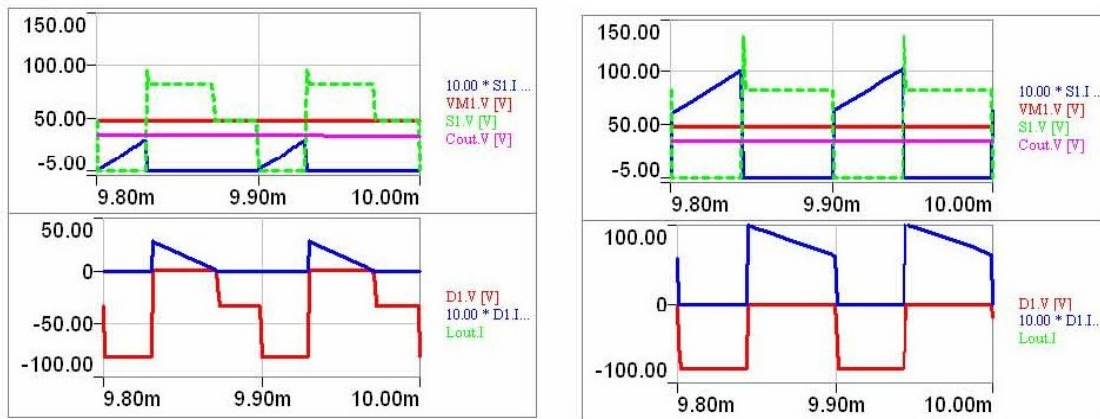 150.00
100.00
50.00
-5.00
9.80m 9.90m 10.00m
10.00 * S1.I ...
VM1.V [V]
S1.V [V]
Cout.V [V]
50.00
0
-50.00
-100.00
9.80m 9.90m 10.00m
D1.V [V]
10.00 * D1.I...
Lout.I
150.00
100.00
50.00
-5.00
9.80m 9.90m 10.00m
10.00 * S1.I ...
VM1.V [V]
S1.V [V]
Cout.V [V]
100.00
0
-100.00
9.80m 9.90m 10.00m
D1.V [V]
10.00 * D1.I...
Lout.I